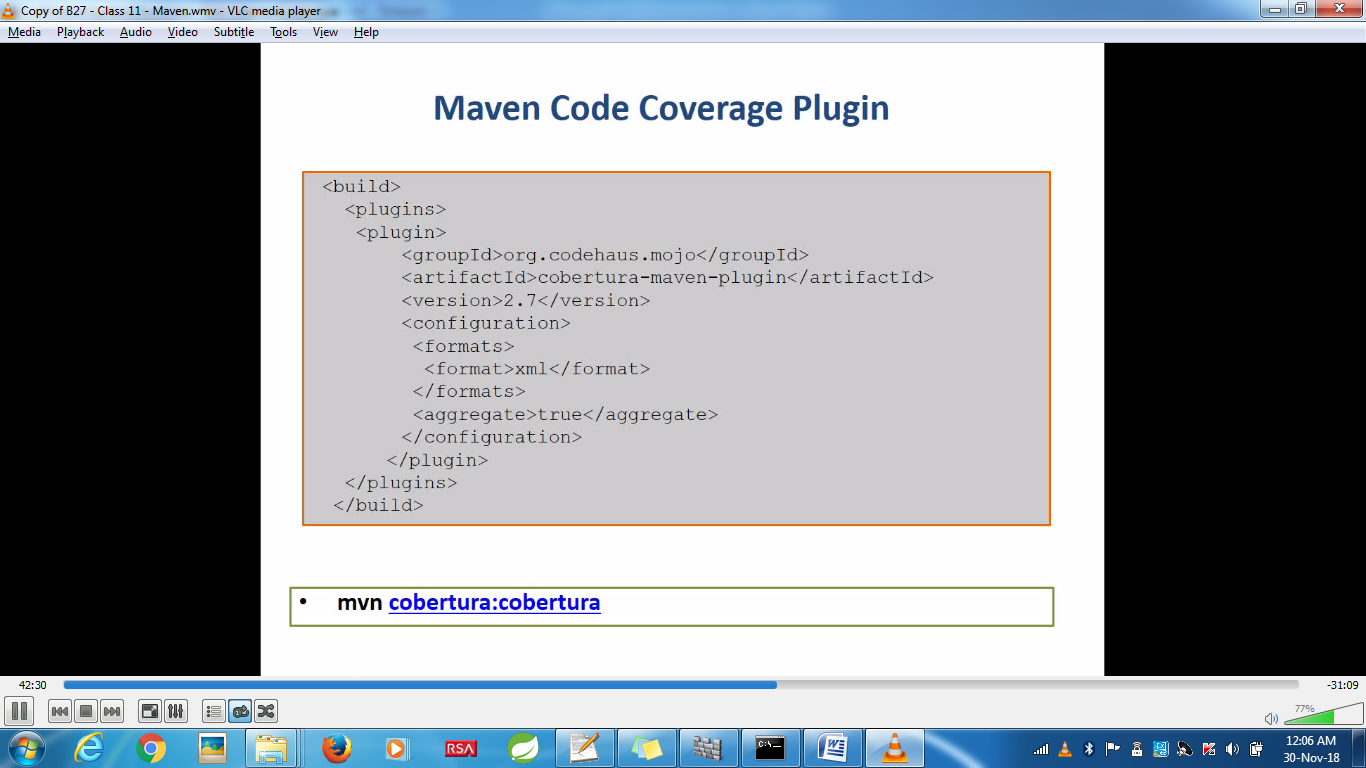 Copy of B27 - Class 11 - Maven.wmv - VLC media player
Media Playback Audio Video Subtitle Tools View Help
Maven Code Coverage Plugin
<build>
<plugins>
<plugin>
<groupId>org.codehaus.mojo</groupId>
<artifactId>cobertura-maven-plugin</artifactId>
<version>2.7</version>
<configuration>
<formats>
<format>xml</format>
</formats>
<aggregate>true</aggregate>
</configuration>
</plugin>
</plugins>
</build>
• mvn cobertura:cobertura
42:30
-31:09
77%
RSA
C:\_
12:06 AM
30-Nov-18